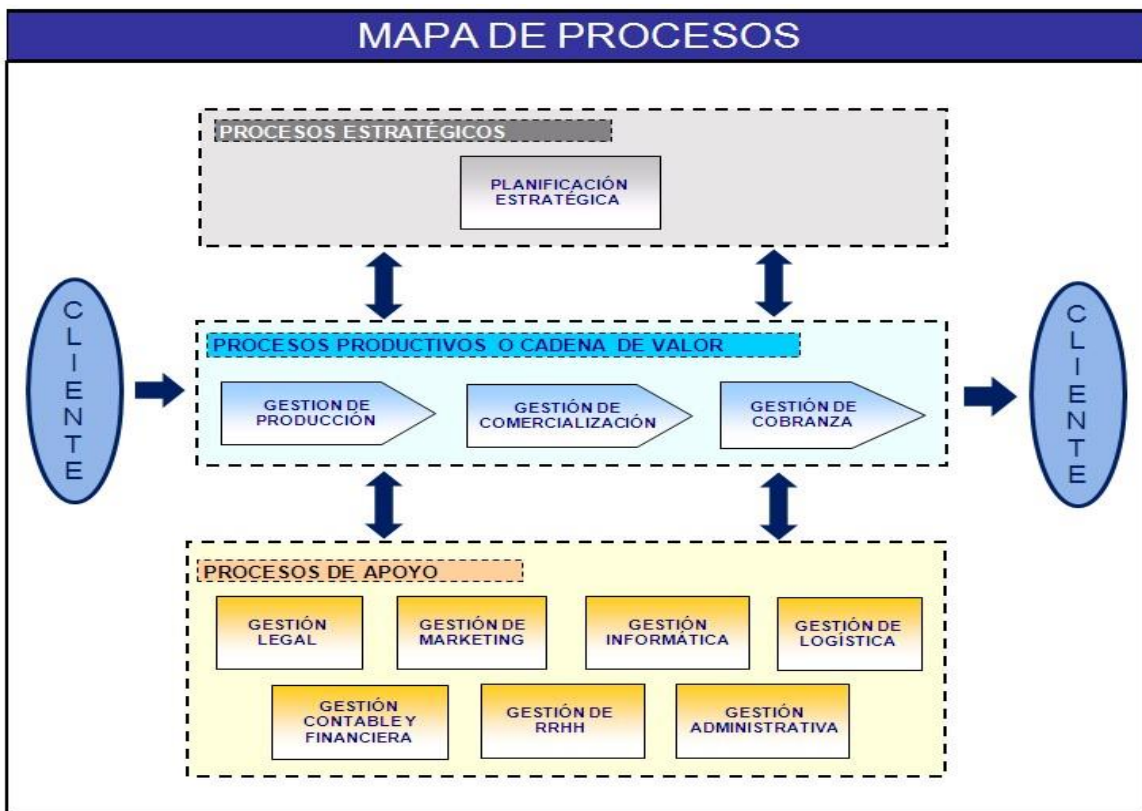 MAPA DE PROCESOS
PROCESOS ESTRATÉGICOS
PLANIFICACIÓN
ESTRATÉGICA
CLIENTE
PROCESOS PRODUCTIVOS O CADENA DE VALOR
GESTION DE
PRODUCCIÓN
GESTIÓN DE
COMERCIALIZACIÓN
GESTIÓN DE
COBRANZA
CLIENTE
PROCESOS DE APOYO
GESTIÓN
LEGAL
GESTIÓN DE
MARKETING
GESTIÓN
INFORMÁTICA
GESTIÓN DE
LOGÍSTICA
GESTIÓN
CONTABLE Y
FINANCIERA
GESTIÓN DE
RRHH
GESTIÓN
ADMINISTRATIVA